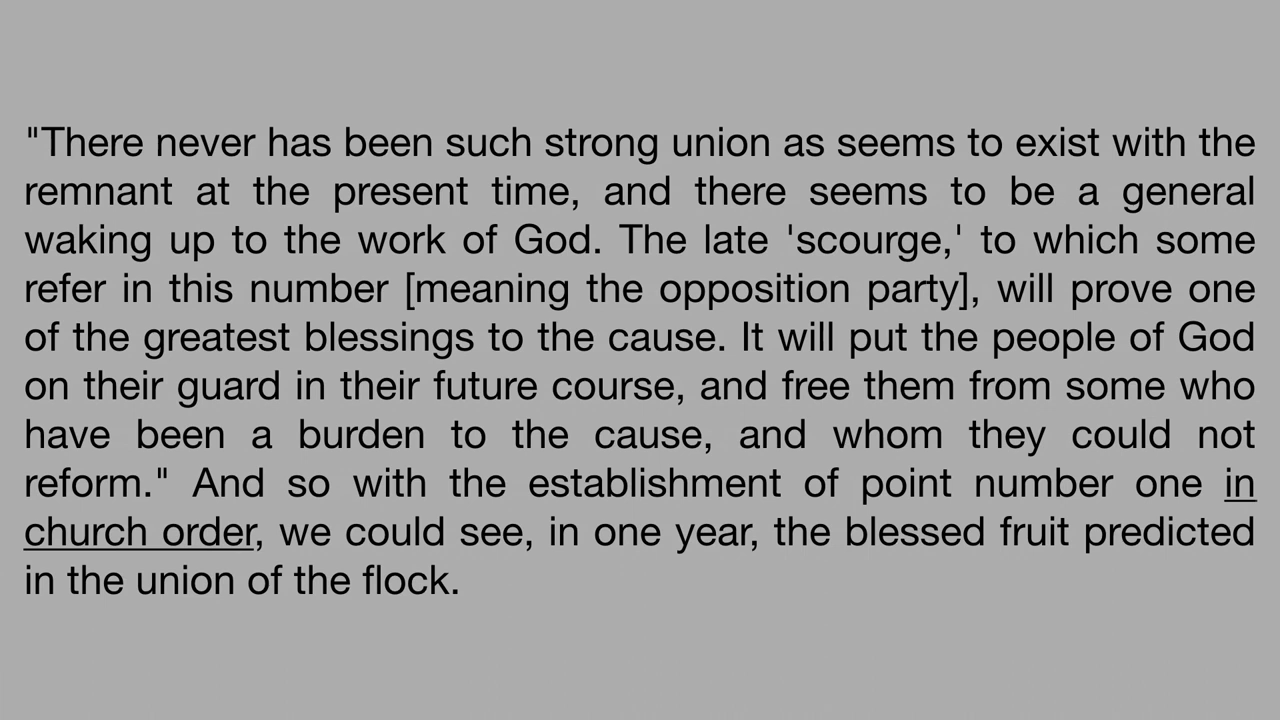 "There never has been such strong union as seems to exist with the
remnant at the present time, and there seems to be a general
waking up to the work of God. The late 'scourge,' to which some
refer in this number [meaning the opposition party], will prove one
of the greatest blessings to the cause. It will put the people of God
on their guard in their future course, and free them from some who
have been a burden to the cause, and whom they could not
reform." And so with the establishment of point number one in
church order, we could see, in one year, the blessed fruit predicted
in the union of the flock.